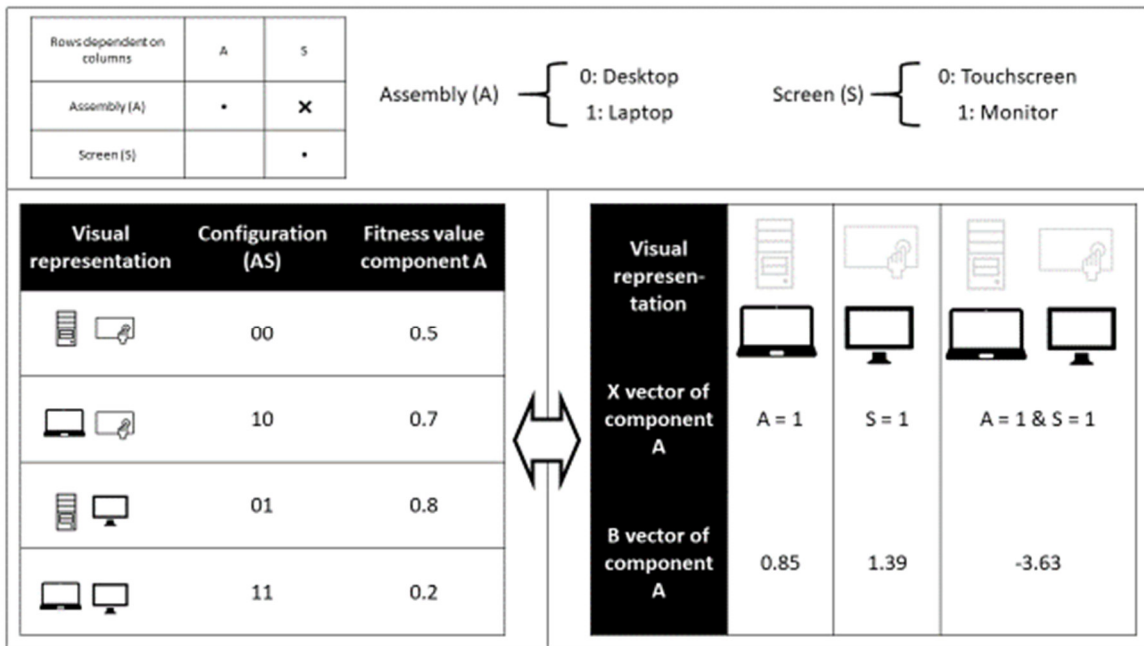 Rows dependent on
columns
A
S
Assembly (A)
•
×
Screen (S)
•
Assembly (A)
0: Desktop
1: Laptop
Screen (S)
0: Touchscreen
1: Monitor
Visual
representation
Configuration
(AS)
Fitness value
component A
00
0.5
10
0.7
01
0.8
11
0.2
Visual
represen-
tation
X vector of
component
A
A = 1
S = 1
A = 1 & S = 1
B vector of
component
A
0.85
1.39
-3.63